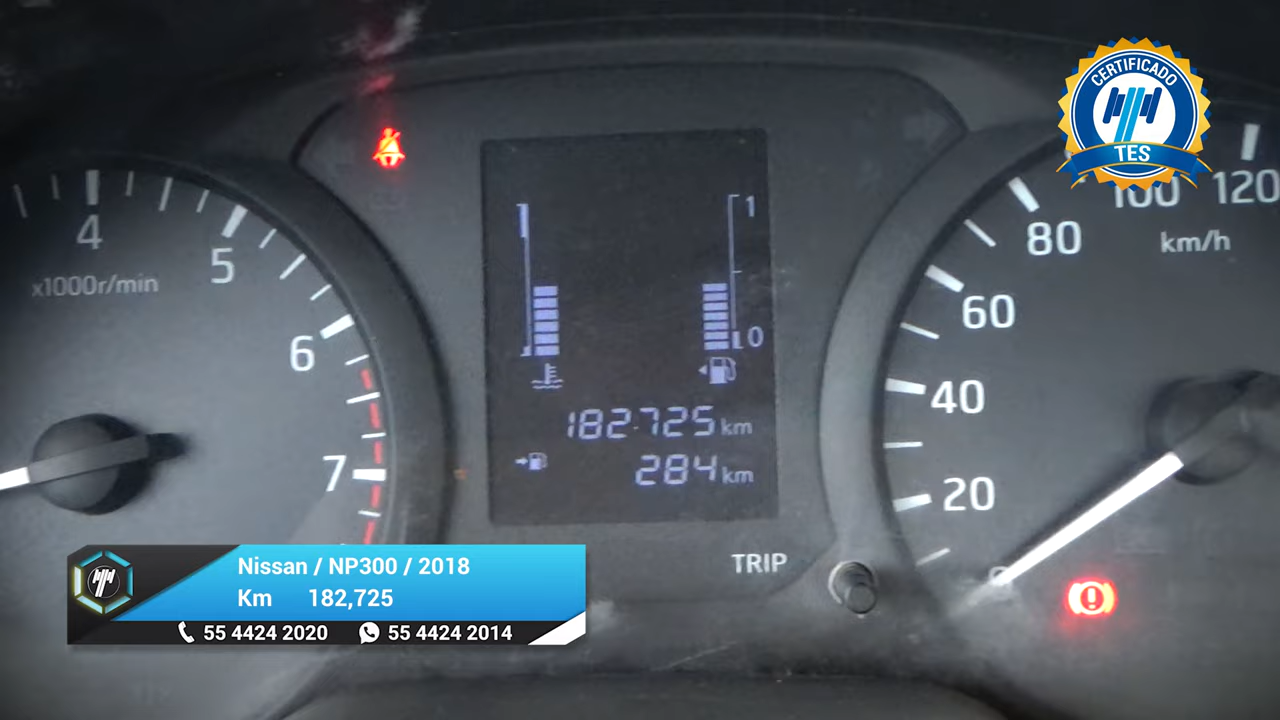 CERTIFICADO
TES
4
5
6
7
x1000r/min
1
0
182725 km
284 km
TRIP
0
20
40
60
80
100
120
km/h
Nissan / NP300 / 2018
Km 182,725
55 4424 2020 55 4424 2014